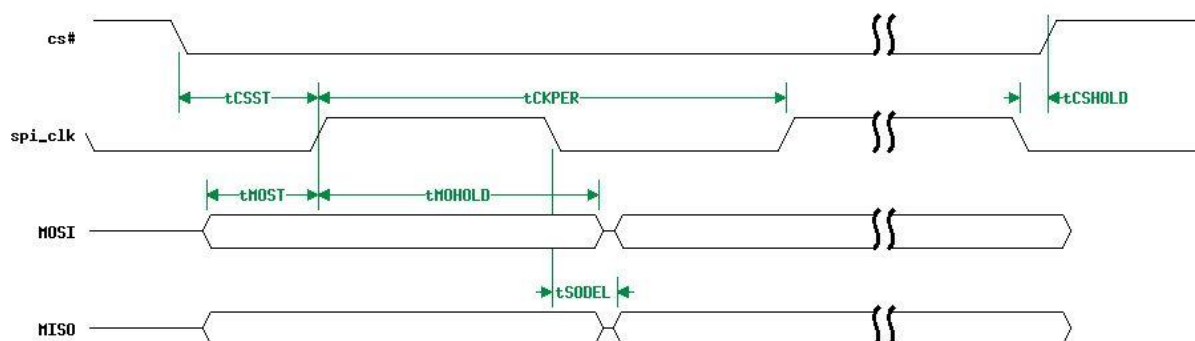 cs#
tCSST
tCKPER
tCSHOLD
spi_clk
tMOST
tMOHOLD
MOSI
tSODEL
MISO